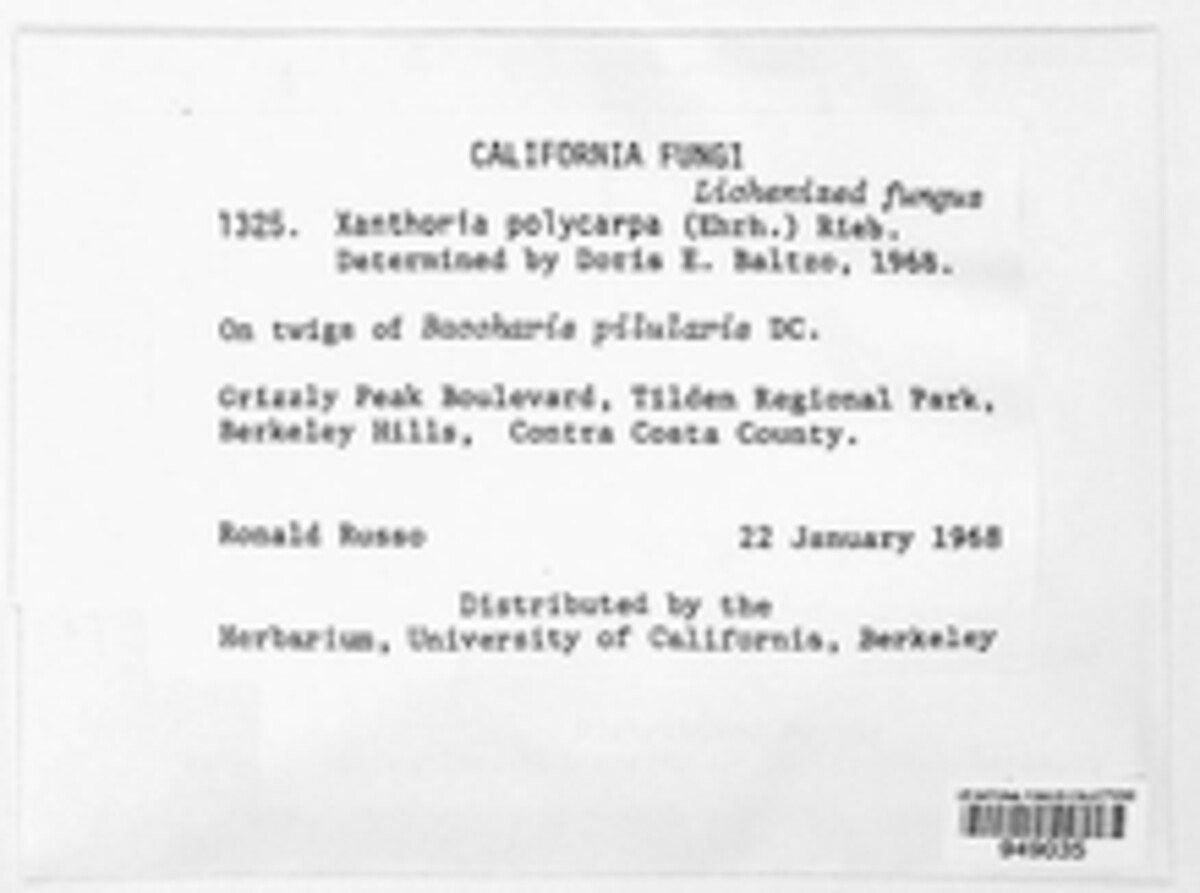 CALIFORNIA FUNGI
Lichenized fungus
1325. Xanthoria polycarpa (Ehrh.) Rieb.
Determined by Doris E. Baltzo, 1968.
On twigs of Baccharis pilularis DC.
Grizzly Peak Boulevard, Tilden Regional Park,
Berkeley Hills, Contra Costa County.
Ronald Russo 22 January 1968
Distributed by the
Herbarium, University of California, Berkeley
949035